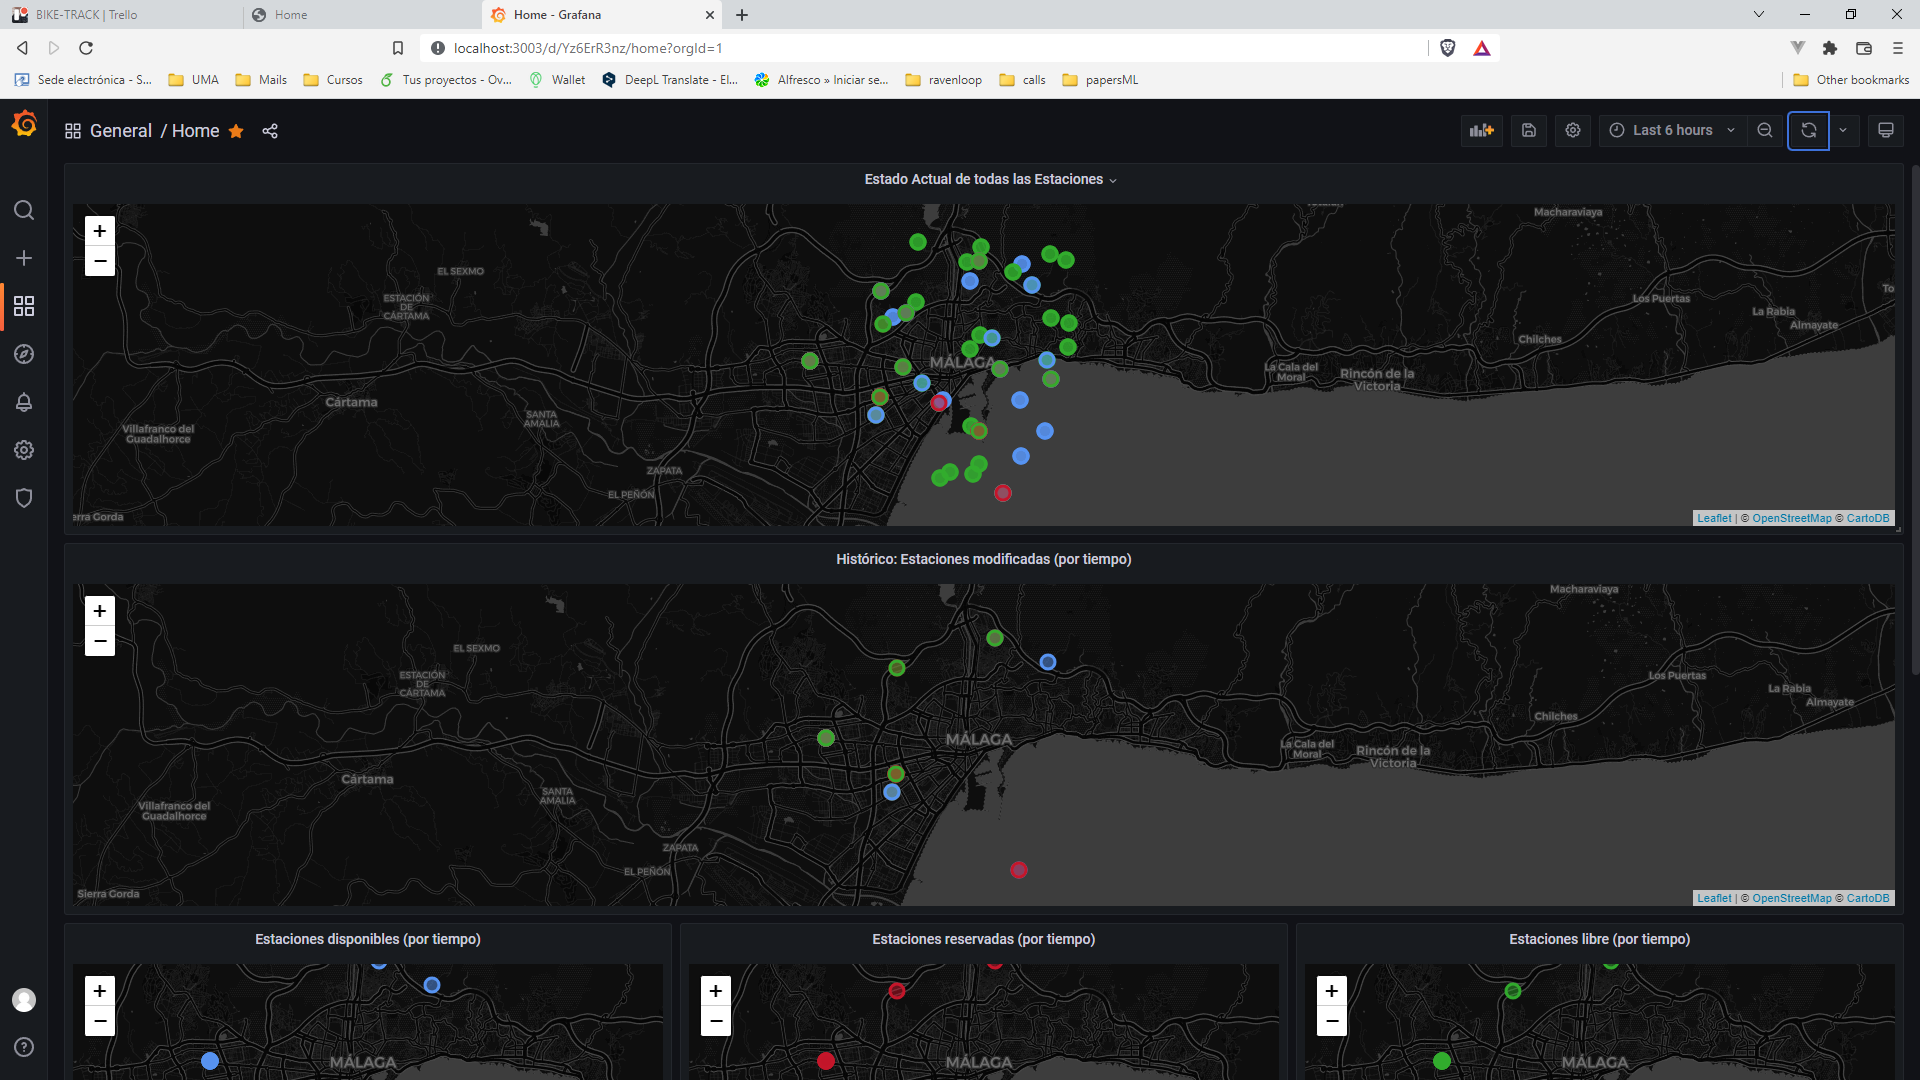 BIKE-TRACK | Trello
Home
Home - Grafana
localhost:3003/d/Yz6ErR3nz/home?orgId=1
Sede electrónica - S...
UMA
Mails
Cursos
Tus proyectos - Ov...
Wallet
DeepL Translate - El...
Alfresco » Iniciar se...
ravenloop
calls
papersML
Other bookmarks
General / Home
Last 6 hours
Estado Actual de todas las Estaciones
+
−
Macharaviaya
EL SEXMO
ESTACIÓN
DE
CÁRTAMA
Los Puertas
To
La Rabia
Almayate
Chilches
MÁLAGA
La Cala del
Moral
Rincón de la
Victoria
Cártama
SANTA
AMALIA
Villafranco del
Guadalhorce
ZAPATA
EL PEÑÓN
erra Gorda
Leaflet | © OpenStreetMap © CartoDB
Histórico: Estaciones modificadas (por tiempo)
+
−
Macharaviaya
EL SEXMO
ESTACIÓN
DE
CÁRTAMA
Los Puertas
La Rabia
Almayate
Chilches
MÁLAGA
La Cala del
Moral
Rincón de la
Victoria
Cártama
SANTA
AMALIA
Villafranco del
Guadalhorce
ZAPATA
EL PEÑÓN
Sierra Gorda
Leaflet | © OpenStreetMap © CartoDB
Estaciones disponibles (por tiempo)
+
−
MÁLAGA
Estaciones reservadas (por tiempo)
+
−
MÁLAGA
Estaciones libre (por tiempo)
+
−
MÁLAGA